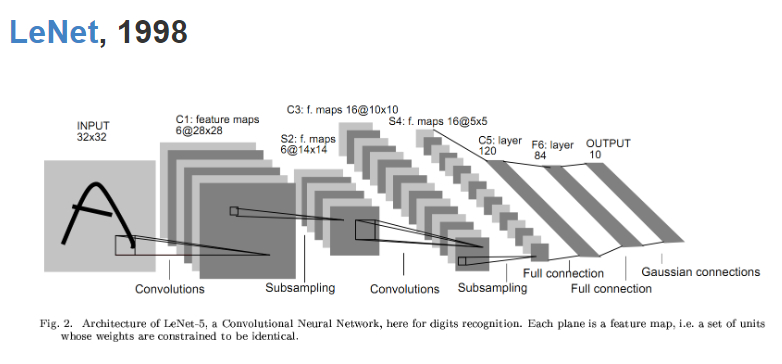 LeNet, 1998
INPUT
32x32
C1: feature maps
6@28x28
C3: f. maps 16@10x10
S2: f. maps
6@14x14
S4: f. maps 16@5x5
C5: layer
120
F6: layer
84
OUTPUT
10
Convolutions
Subsampling
Convolutions
Subsampling
Full connection
Full connection
Gaussian connections
Fig. 2. Architecture of LeNet-5, a Convolutional Neural Network, here for digits recognition. Each plane is a feature map, i.e. a set of units
whose weights are constrained to be identical.